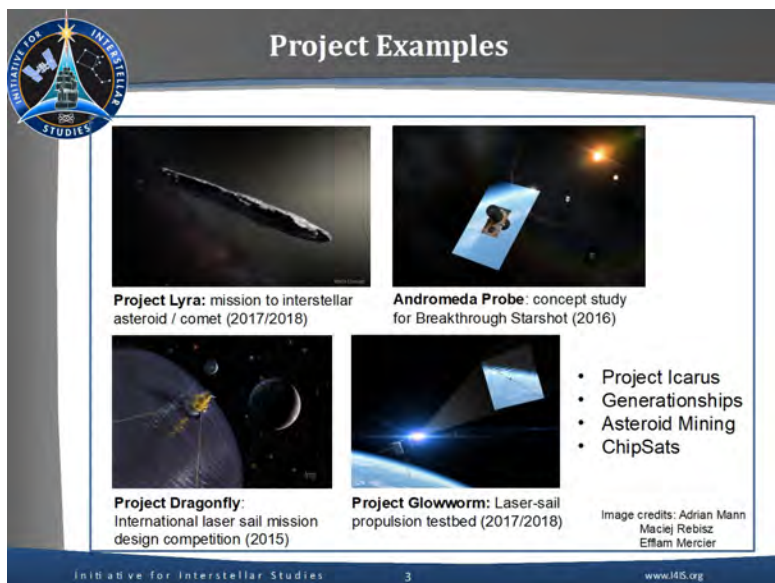 INITIATIVE FOR INTERSTELLAR STUDIES
Project Examples
Project Lyra: mission to interstellar
asteroid / comet (2017/2018)
Andromeda Probe: concept study
for Breakthrough Starshot (2016)
Project Dragonfly:
International laser sail mission
design competition (2015)
Project Glowworm: Laser-sail
propulsion testbed (2017/2018)
• Project Icarus
• Generationships
• Asteroid Mining
• ChipSats
Image credits: Adrian Mann
Maciej Rebisz
Efflam Mercier
Initiative for Interstellar Studies
3
www.I4IS.org